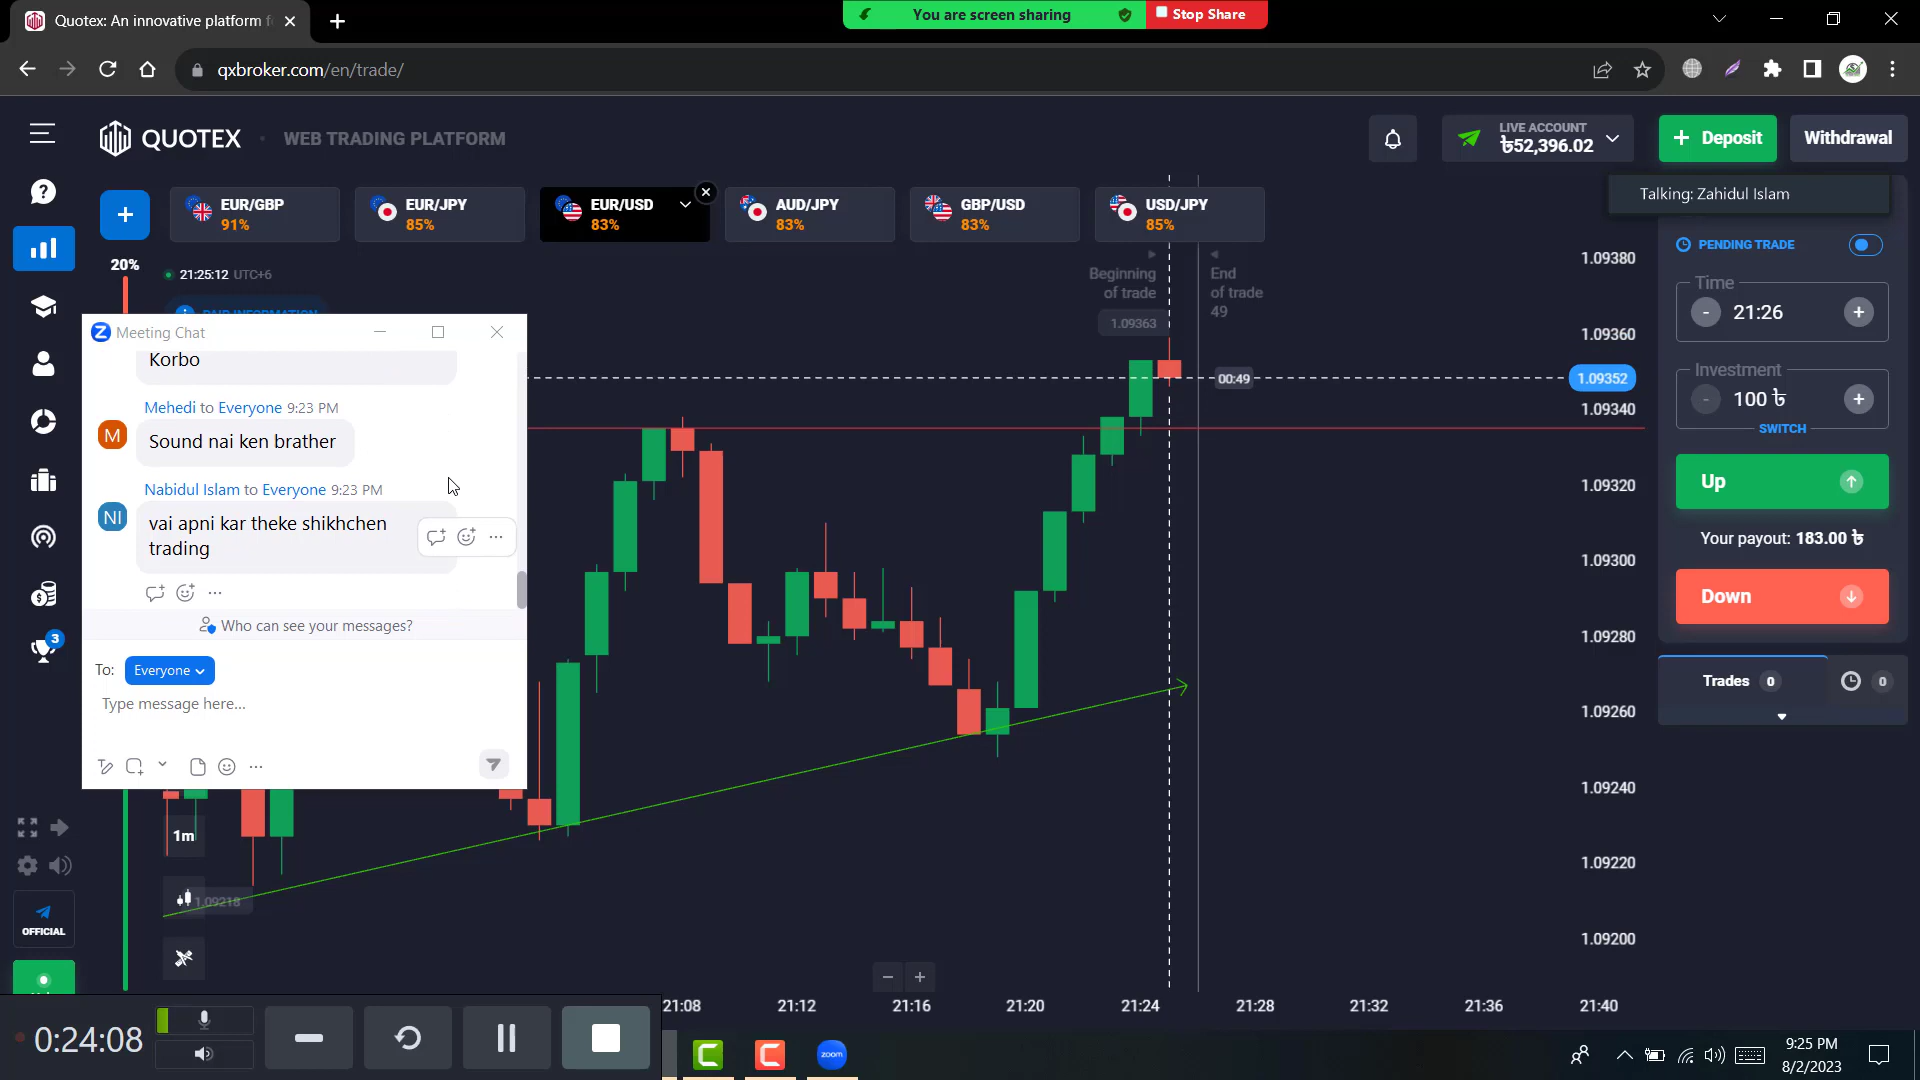 Quotex: An innovative platform f
You are screen sharing
Stop Share
qxbroker.com/en/trade/
QUOTEX
WEB TRADING PLATFORM
LIVE ACCOUNT
৳52,396.02
+ Deposit
Withdrawal
Talking: Zahidul Islam
EUR/GBP
91%
EUR/JPY
85%
EUR/USD
83%
AUD/JPY
83%
GBP/USD
83%
USD/JPY
85%
20%
21:25:12 UTC+6
PAIR INFORMATION
Beginning
of trade
End
of trade
49
1.09363
00:49
1.09380
1.09360
1.09352
1.09340
1.09320
1.09300
1.09280
1.09260
1.09240
1.09220
1.09200
PENDING TRADE
Time
- 21:26 +
Investment
- 100 ৳ +
SWITCH
Up
Your payout: 183.00 ৳
Down
Trades 0
0
Meeting Chat
Korbo
Mehedi to Everyone 9:23 PM
M
Sound nai ken brather
Nabidul Islam to Everyone 9:23 PM
NI
vai apni kar theke shikhchen
trading
Who can see your messages?
To: Everyone
Type message here...
3
1m
1.09218
OFFICIAL
21:08
21:12
21:16
21:20
21:24
21:28
21:32
21:36
21:40
0:24:08
zoom
9:25 PM
8/2/2023